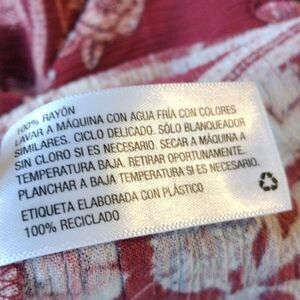 100% RAYÓN
LAVAR A MÁQUINA CON AGUA FRÍA CON COLORES
SIMILARES. CICLO DELICADO. SÓLO BLANQUEADOR
SIN CLORO SI ES NECESARIO. SECAR A MÁQUINA A
TEMPERATURA BAJA. RETIRAR OPORTUNAMENTE.
PLANCHAR A BAJA TEMPERATURA SI ES NECESARIO.
ETIQUETA ELABORADA CON PLÁSTICO
100% RECICLADO